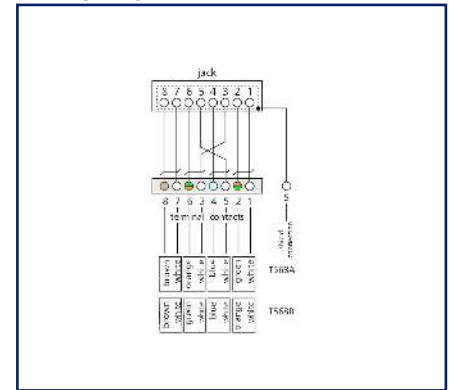 jack
8 7 6 5 4 3 2 1
8 7 6 3 4 5 2 1
terminal contacts
S
brown white orange white blue white green white T568A
brown white green white blue white orange white T568B